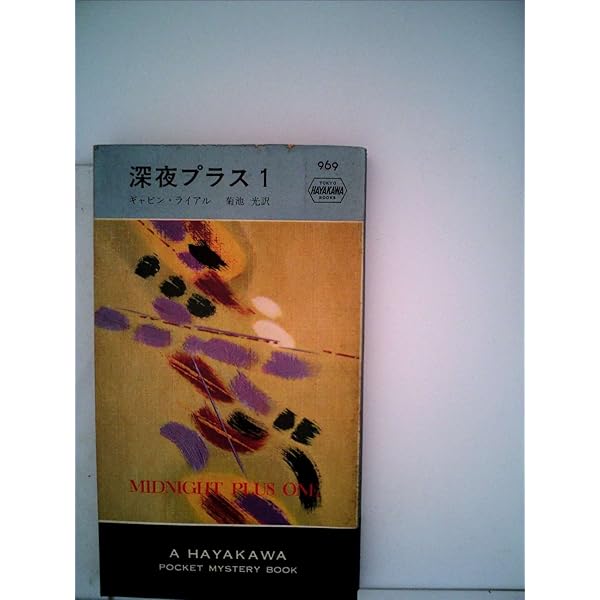 深夜プラス1
969
ギャビン・ライアル 菊池 光訳
TOKYO
HAYAKAWA
BOOKS
MIDNIGHT PLUS ONE
A HAYAKAWA
POCKET MYSTERY BOOK